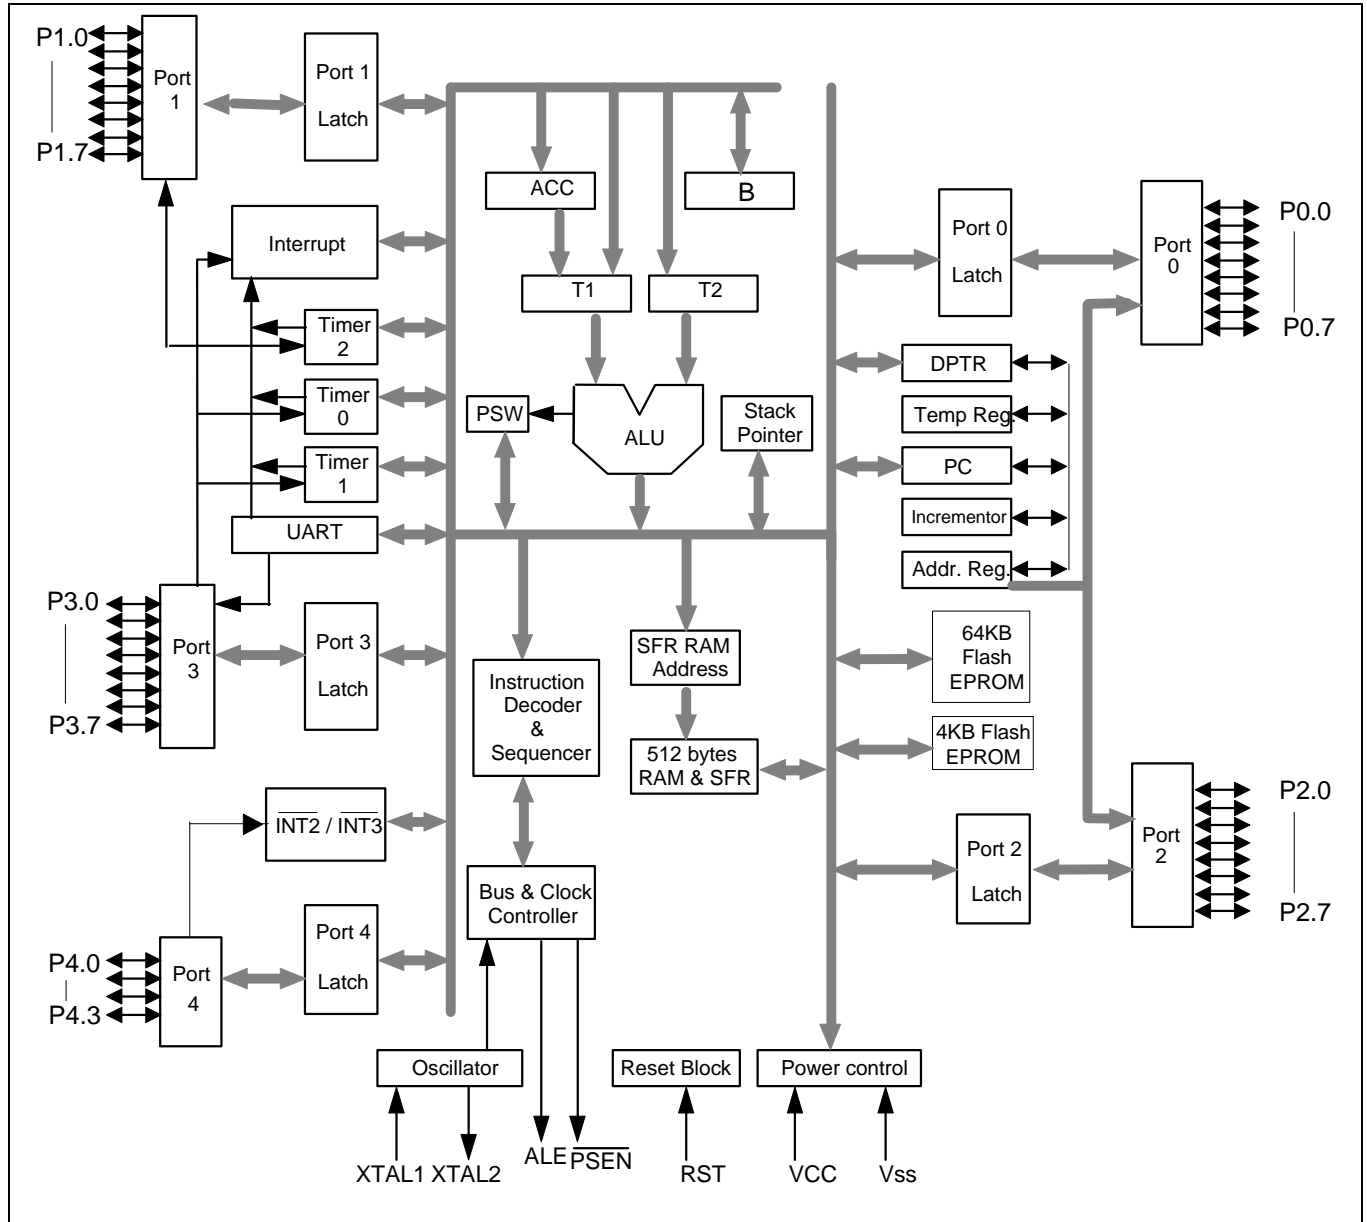 P1.0
P1.7
Port
1
Port 1
Latch
ACC
B
Interrupt
T1
T2
Port 0
Latch
Port
0
P0.0
P0.7
Timer
2
Timer
0
Timer
1
UART
PSW
ALU
Stack
Pointer
DPTR
Temp Reg.
PC
Incrementor
Addr. Reg.
P3.0
P3.7
Port
3
Port 3
Latch
Instruction
Decoder
&
Sequencer
SFR RAM
Address
512 bytes
RAM & SFR
64KB
Flash
EPROM
4KB Flash
EPROM
INT2 / INT3
Bus & Clock
Controller
Port 2
Latch
Port
2
P2.0
P2.7
P4.0
P4.3
Port
4
Port 4
Latch
Oscillator
Reset Block
Power control
XTAL1
XTAL2
ALE
PSEN
RST
VCC
Vss